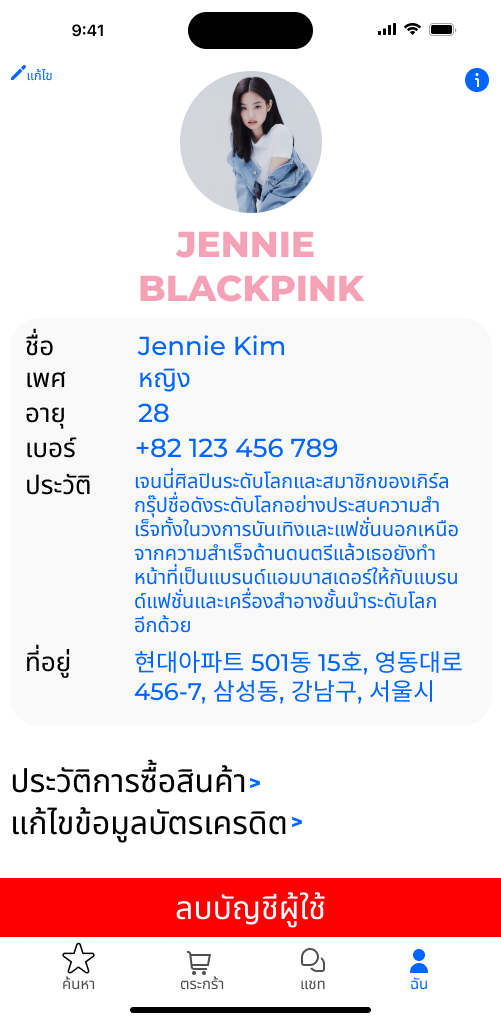 9:41
แก้ไข
JENNIE
BLACKPINK
ชื่อ Jennie Kim
เพศ หญิง
อายุ 28
เบอร์ +82 123 456 789
ประวัติ เจนนี่ศิลปินระดับโลกและสมาชิกของเกิร์ล
กรุ๊ปชื่อดังระดับโลกอย่างประสบความสำ
เร็จทั้งในวงการบันเทิงและแฟชั่นนอกเหนือ
จากความสำเร็จด้านดนตรีแล้วเธอยังทำ
หน้าที่เป็นแบรนด์แอมบาสเดอร์ให้กับแบรน
ด์แฟชั่นและเครื่องสำอางชั้นนำระดับโลก
อีกด้วย
ที่อยู่ 현대아파트 501동 15호, 영동대로
456-7, 삼성동, 강남구, 서울시
ประวัติการซื้อสินค้า >
แก้ไขข้อมูลบัตรเครดิต >
ลบบัญชีผู้ใช้
ค้นหา ตระกร้า แชท ฉัน